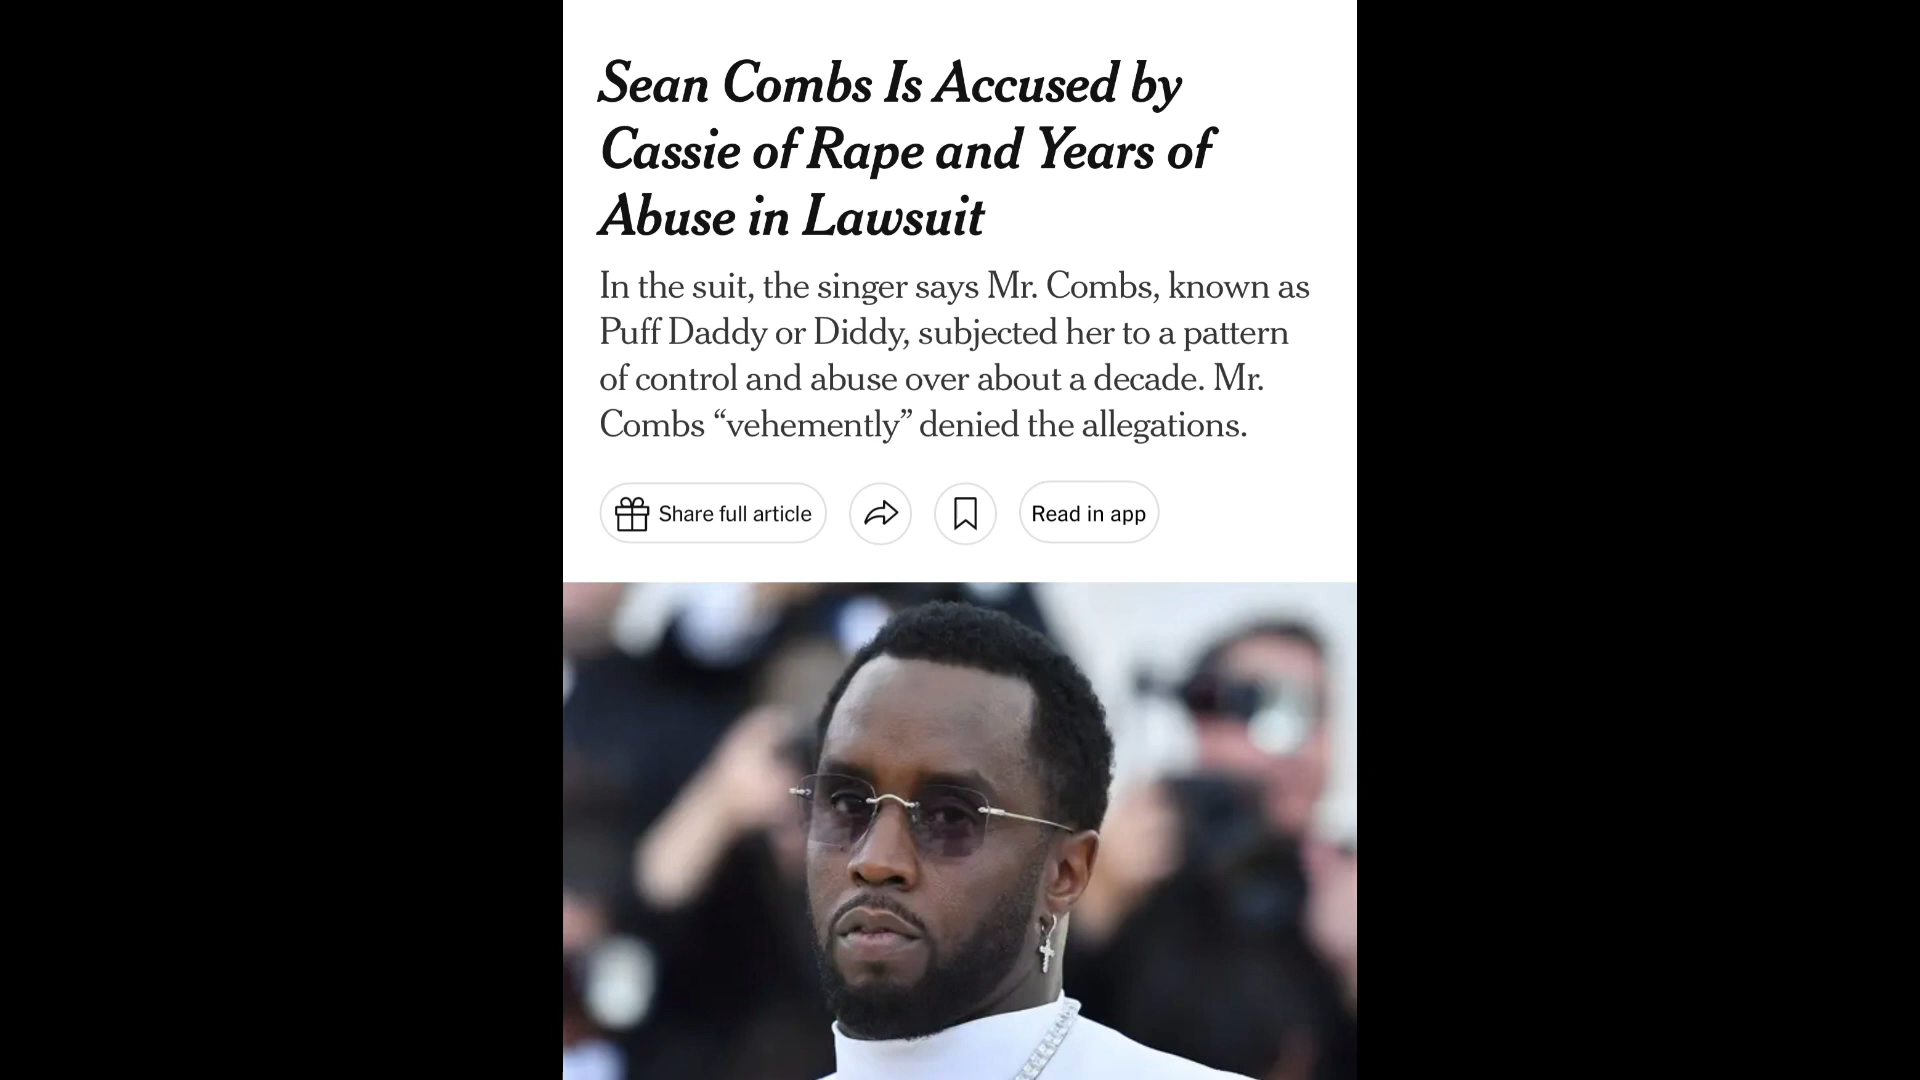 Sean Combs Is Accused by
Cassie of Rape and Years of
Abuse in Lawsuit
In the suit, the singer says Mr. Combs, known as
Puff Daddy or Diddy, subjected her to a pattern
of control and abuse over about a decade. Mr.
Combs “vehemently” denied the allegations.
Share full article
Read in app